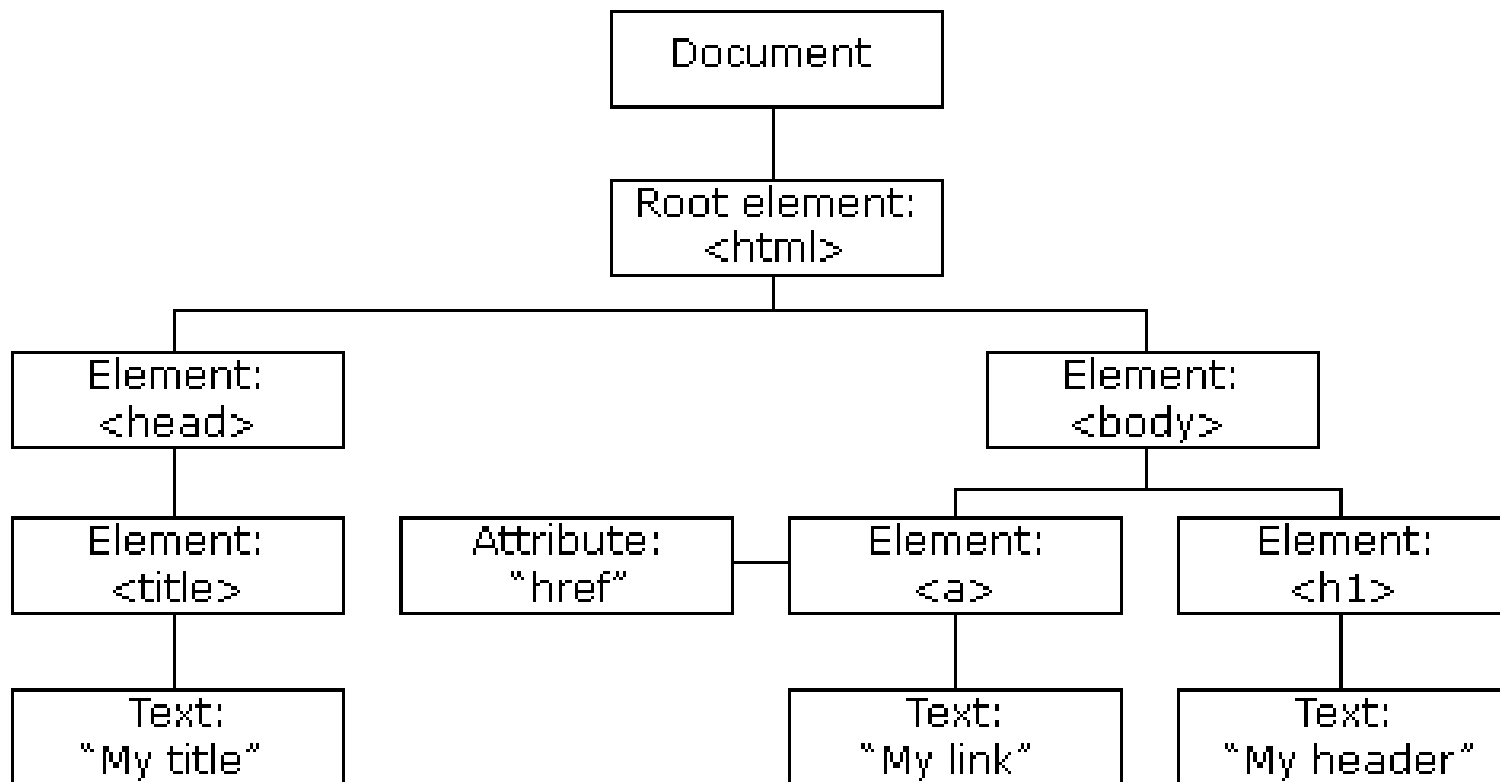 Document
Root element:
<html>
Element:
<head>
Element:
<body>
Element:
<title>
Attribute:
“href”
Element:
<a>
Element:
<h1>
Text:
“My title”
Text:
“My link”
Text:
“My header”